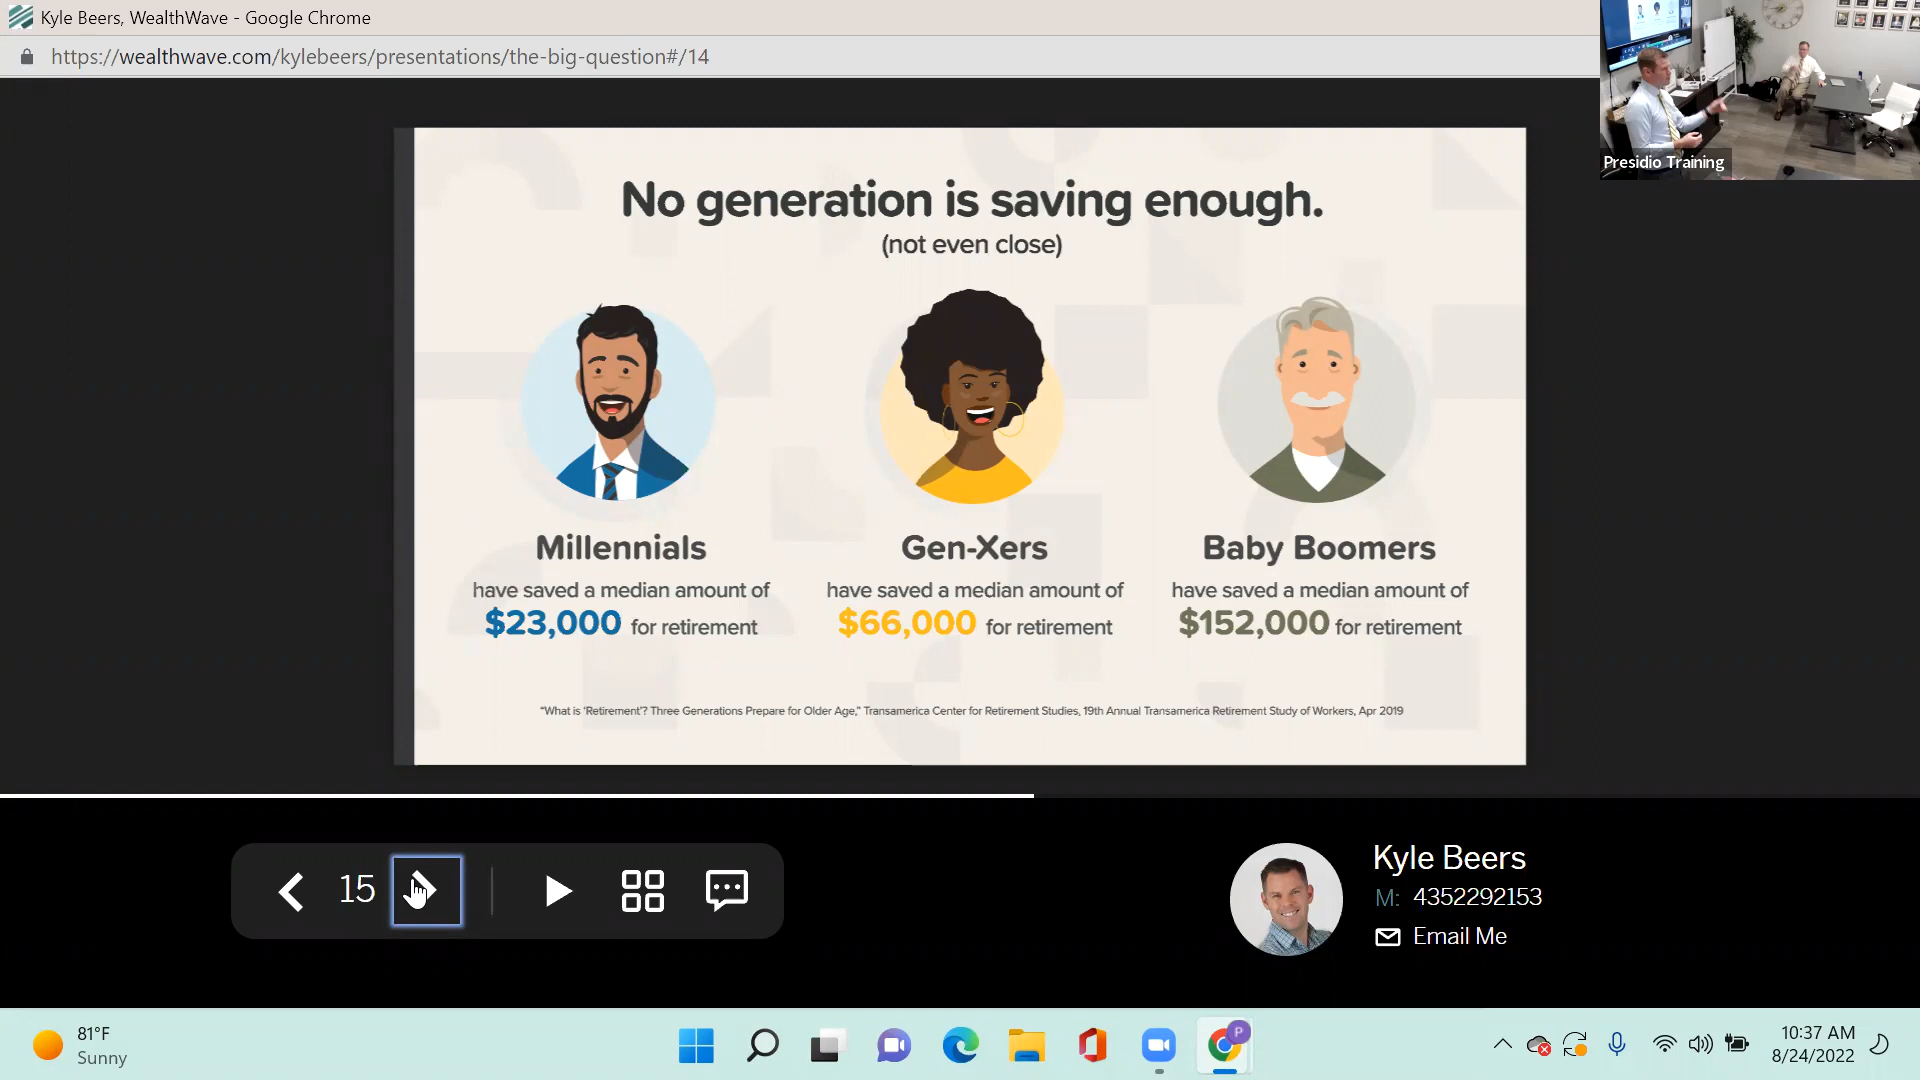 Kyle Beers, WealthWave - Google Chrome
https://wealthwave.com/kylebeers/presentations/the-big-question#/14
Presidio Training
No generation is saving enough.
(not even close)
Millennials
have saved a median amount of
$23,000 for retirement
Gen-Xers
have saved a median amount of
$66,000 for retirement
Baby Boomers
have saved a median amount of
$152,000 for retirement
"What is 'Retirement'? Three Generations Prepare for Older Age," Transamerica Center for Retirement Studies, 19th Annual Transamerica Retirement Study of Workers, Apr 2019
15
Kyle Beers
M: 4352292153
Email Me
81°F
Sunny
P
10:37 AM
8/24/2022